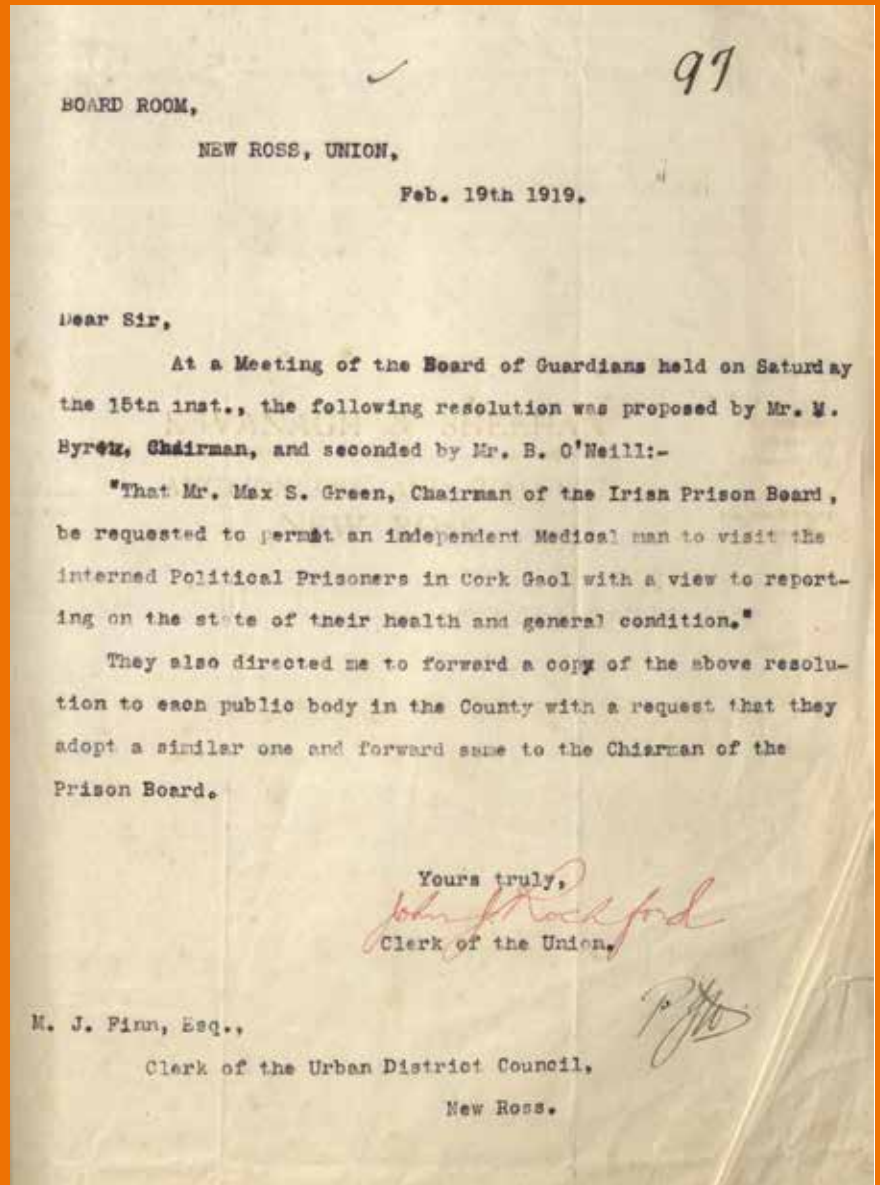 97
BOARD ROOM,
NEW ROSS, UNION,
Feb. 19th 1919.
Dear Sir,
At a Meeting of the Board of Guardians held on Saturday
the 15th inst., the following resolution was proposed by Mr.
Chairman, and seconded by Mr. B. O'Neill:-
"That Mr. Max S. Green, Chairman of the Irish Prison Board,
be requested to permit an independent Medical man to visit the
interned Political Prisoners in Cork Gaol with a view to report-
ing on the state of their health and general condition."
They also directed me to forward a copy of the above resolu-
tion to each public body in the County with a request that they
adopt a similar one and forward same to the Chiarman of the
Prison Board.
Yours truly,
John J. Rockford
Clerk of the Union.
M. J. Finn, Esq.,
Clerk of the Urban District Council,
New Ross.